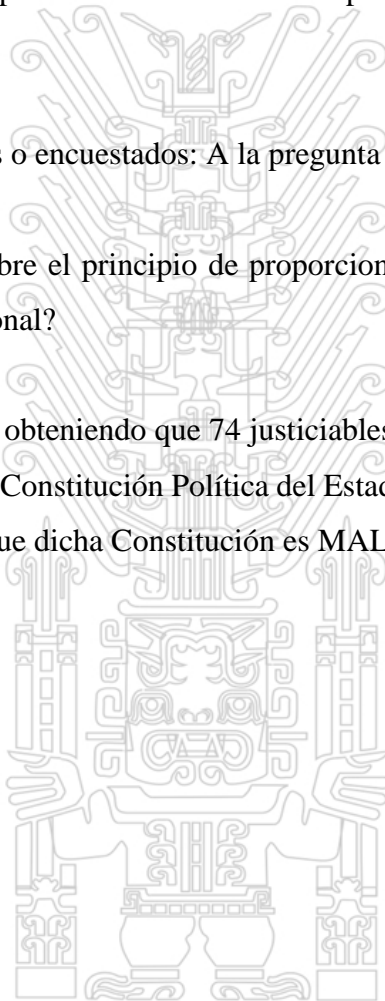 s o encuestados: A la pregunta
bre el principio de proporcion
onal?
obteniendo que 74 justiciables
Constitución Política del Estad
ue dicha Constitución es MAL